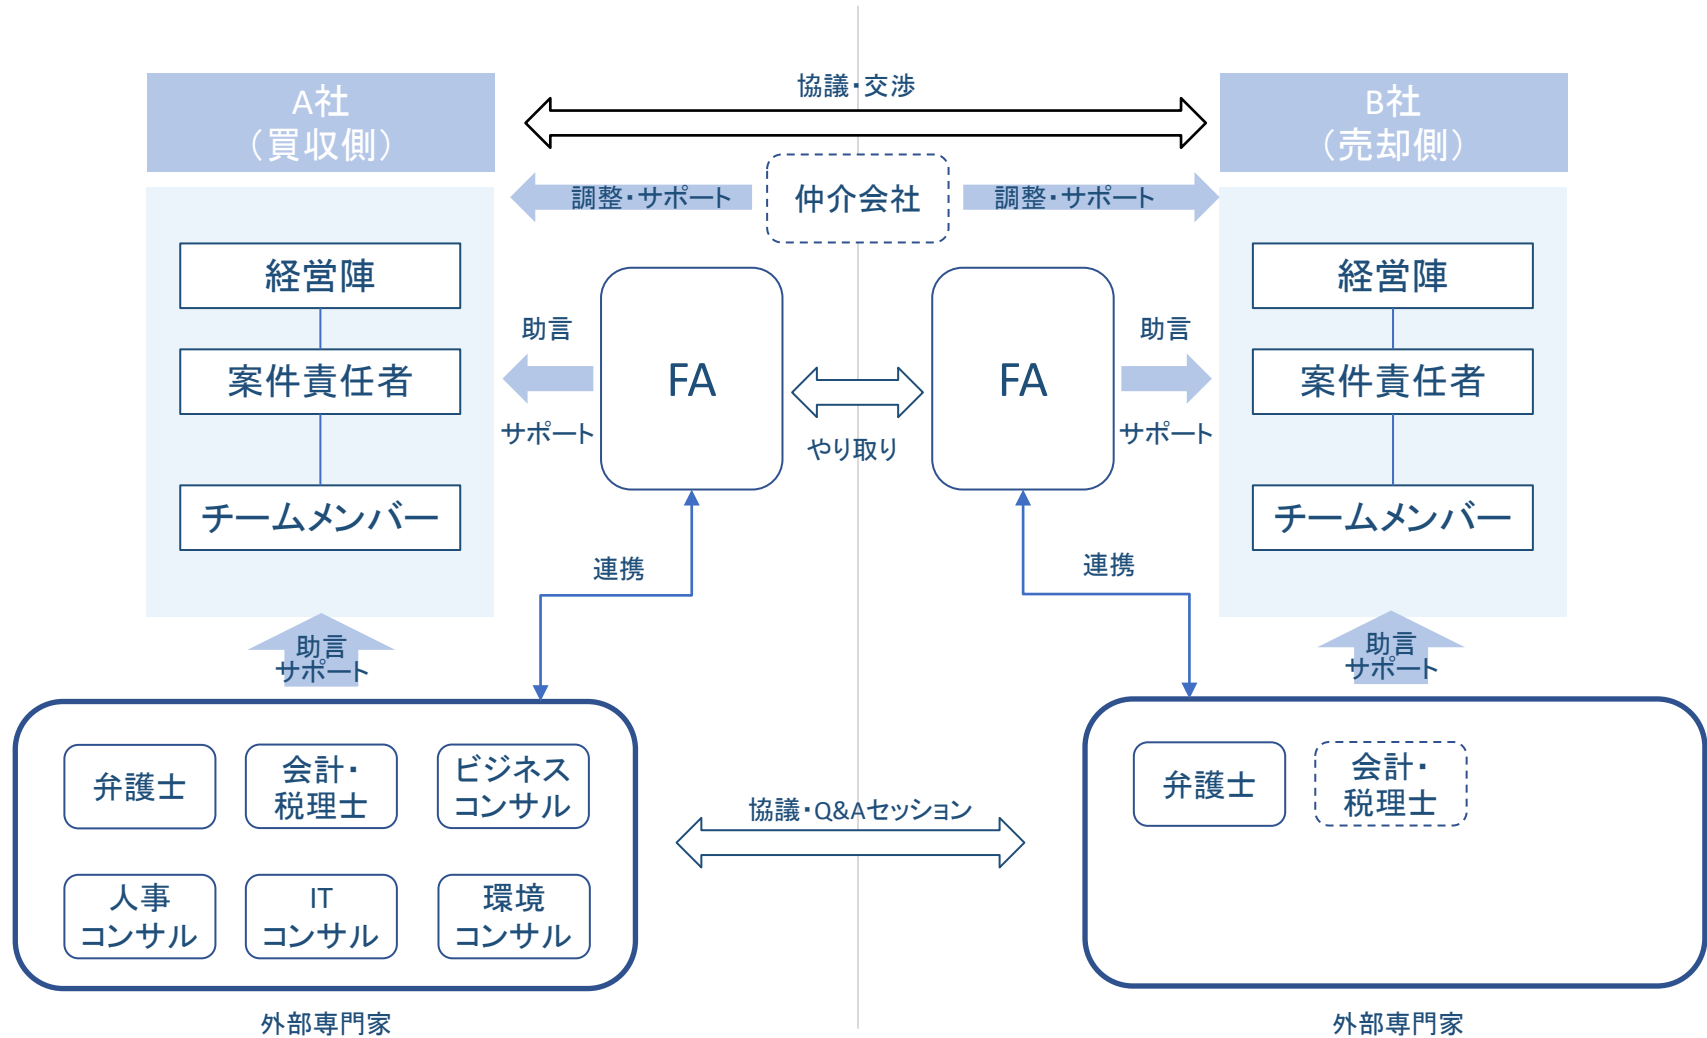 協議・交渉
A社
（買収側）
B社
（売却側）
調整・サポート
仲介会社
調整・サポート
経営陣
案件責任者
チームメンバー
助言
サポート
FA
やり取り
FA
助言
サポート
経営陣
案件責任者
チームメンバー
連携
連携
助言
サポート
助言
サポート
弁護士
会計・
税理士
ビジネス
コンサル
人事
コンサル
IT
コンサル
環境
コンサル
協議・Q&Aセッション
弁護士
会計・
税理士
外部専門家
外部専門家